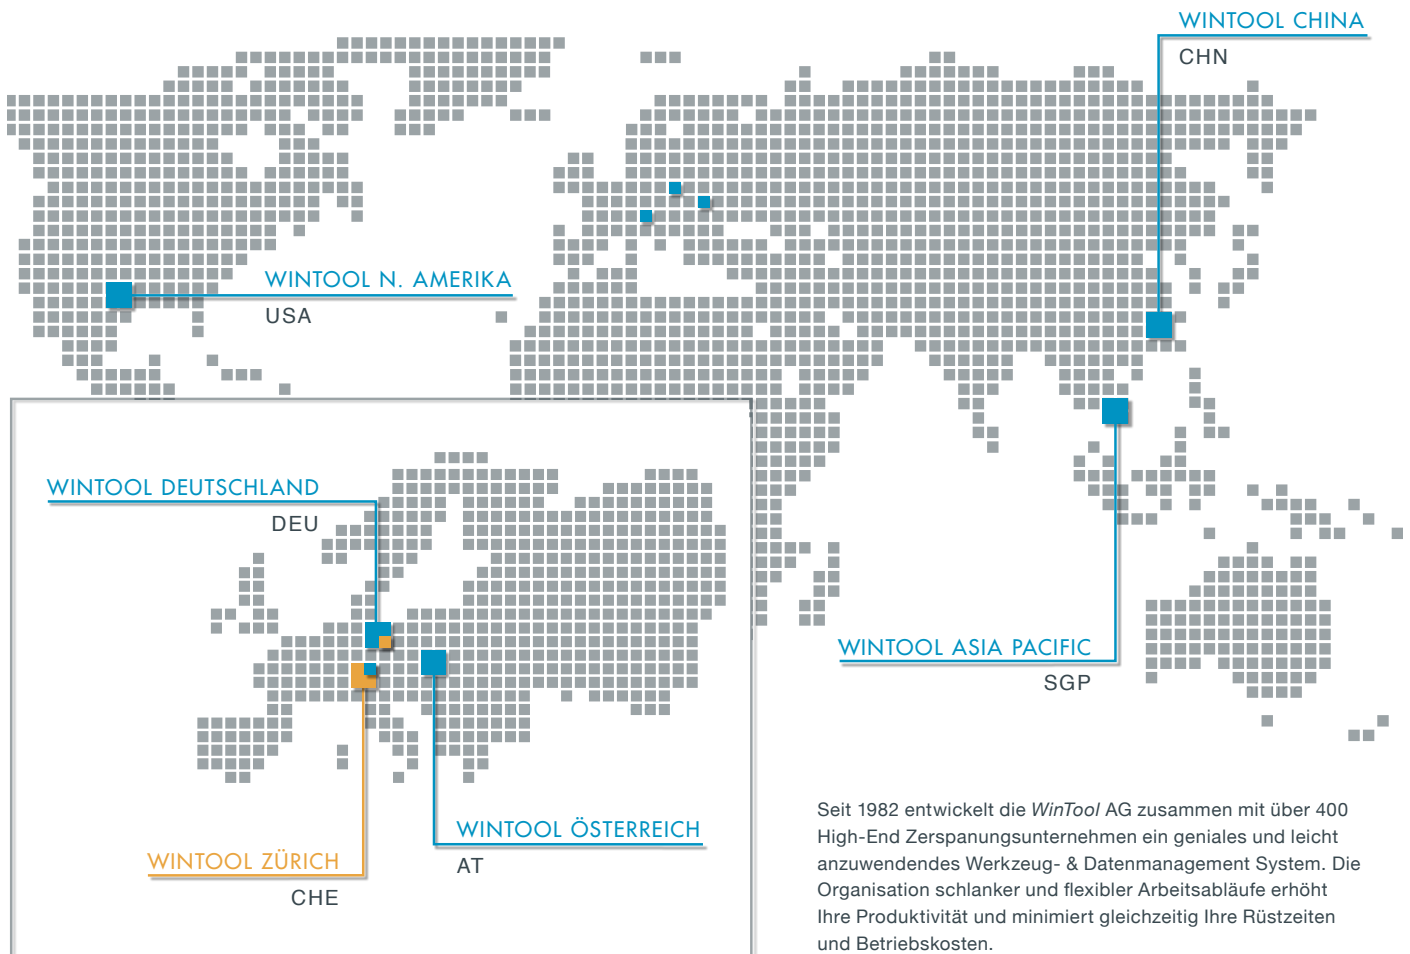 WINTOOL CHINA
CHN
WINTOOL N. AMERIKA
USA
WINTOOL DEUTSCHLAND
DEU
WINTOOL ASIA PACIFIC
SGP
WINTOOL ÖSTERREICH
AT
WINTOOL ZÜRICH
CHE
Seit 1982 entwickelt die WinTool AG zusammen mit über 400
High-End Zerspanungsunternehmen ein geniales und leicht
anzuwendendes Werkzeug- & Datenmanagement System. Die
Organisation schlanker und flexibler Arbeitsabläufe erhöht
Ihre Produktivität und minimiert gleichzeitig Ihre Rüstzeiten
und Betriebskosten.